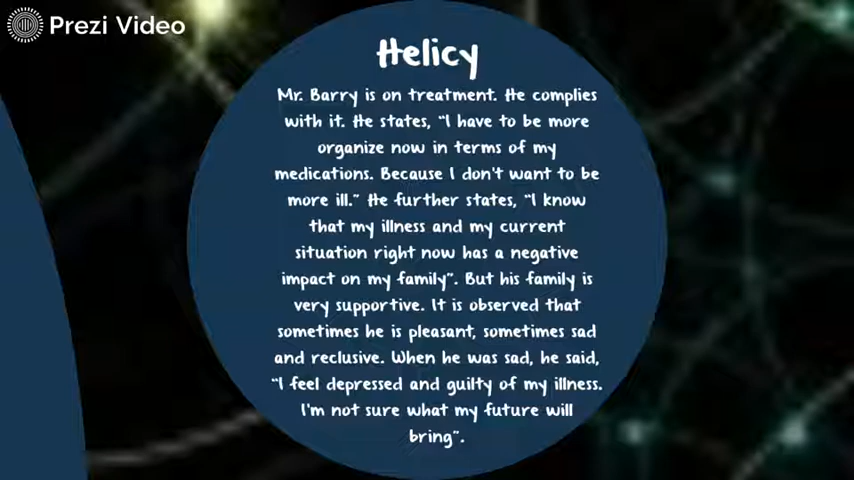 Prezi Video
Helicy
Mr. Barry is on treatment. He complies
with it. He states, "I have to be more
organize now in terms of my
medications. Because I don't want to be
more ill." He further states, "I know
that my illness and my current
situation right now has a negative
impact on my family". But his family is
very supportive. It is observed that
sometimes he is pleasant, sometimes sad
and reclusive. When he was sad, he said,
"I feel depressed and guilty of my illness.
I'm not sure what my future will
bring".